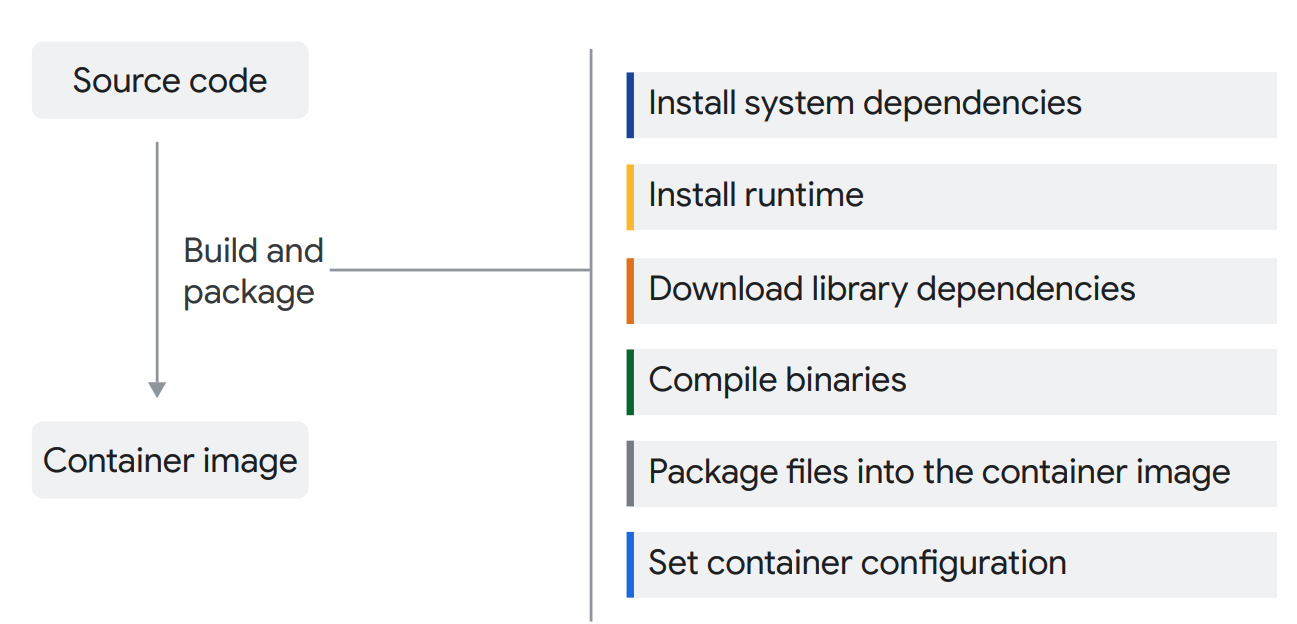 Source code
Build and
package
Container image
Install system dependencies
Install runtime
Download library dependencies
Compile binaries
Package files into the container image
Set container configuration